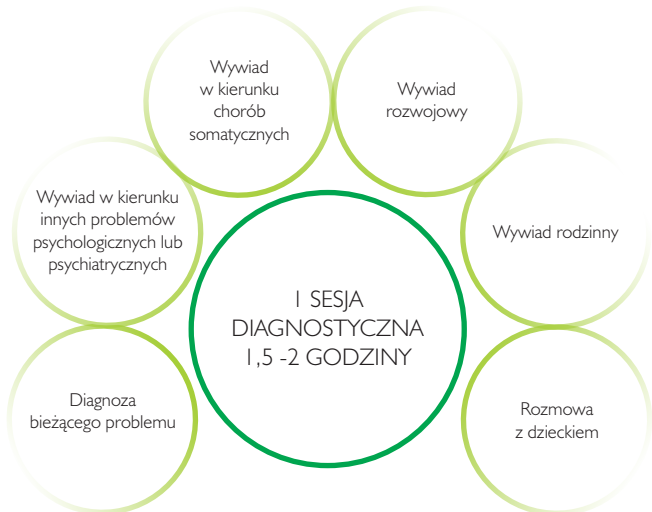 Wywiad
w kierunku
chorób
somatycznych
Wywiad
rozwojowy
Wywiad w kierunku
innych problemów
psychologicznych lub
psychiatrycznych
Wywiad rodzinny
1 SESJA
DIAGNOSTYCZNA
1,5 -2 GODZINY
Diagnoza
bieżącego problemu
Rozmowa
z dzieckiem